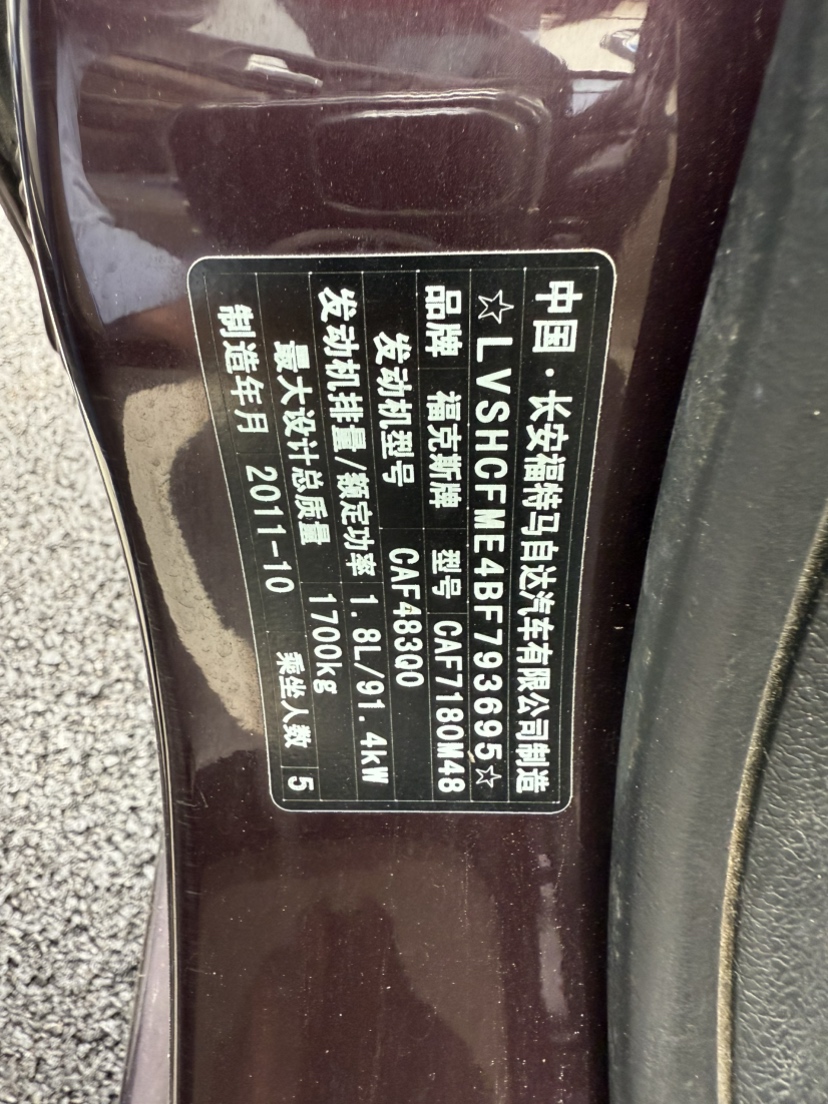 中国·长安福特马自达汽车有限公司制造
☆LVSHCFME4BF793695☆
品牌 福克斯牌 型号 CAF7180M48
发动机型号 CAF483Q0
发动机排量/额定功率 1.8L/91.4kW
最大设计总质量 1700kg
制造年月 2011-10 乘坐人数 5